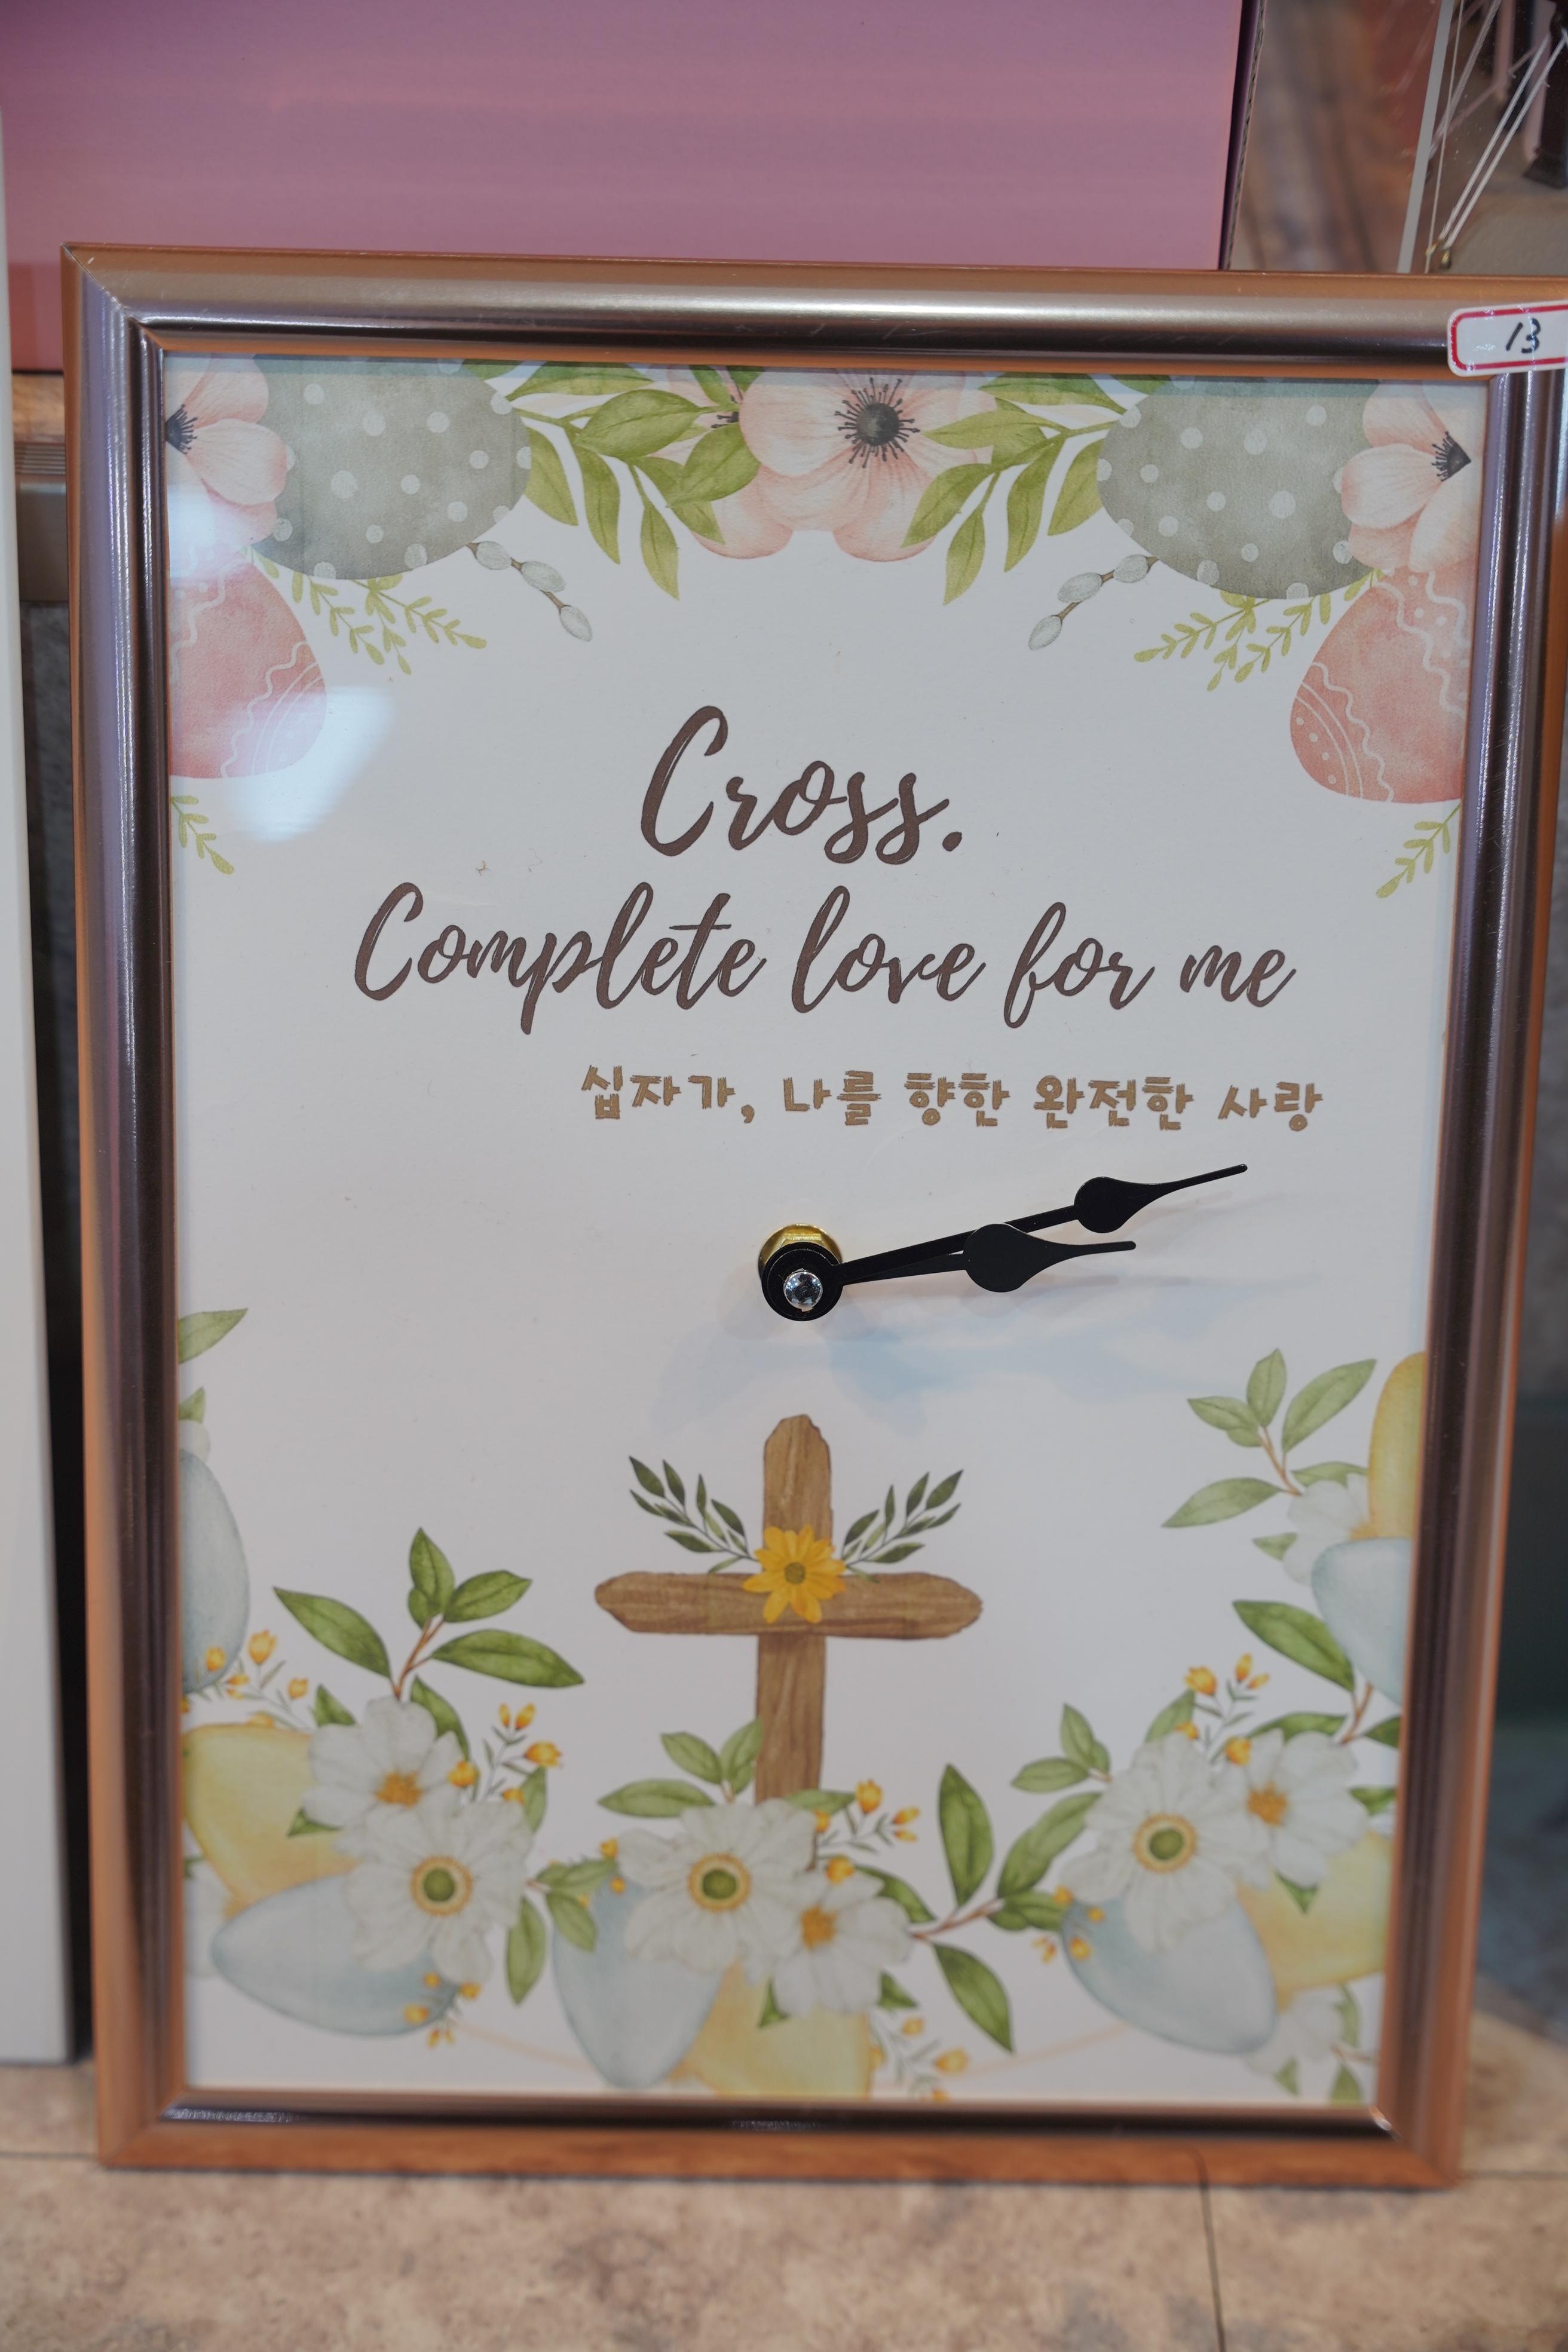 13
Cross.
Complete love for me
십자가, 나를 향한 완전한 사랑